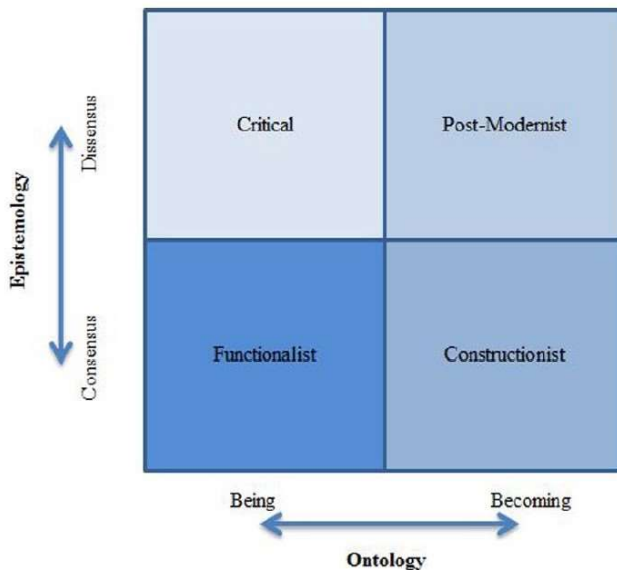 Critical
Post-Modernist
Dissensus
Epistemology
Consensus
Functionalist
Constructionist
Being
Becoming
Ontology